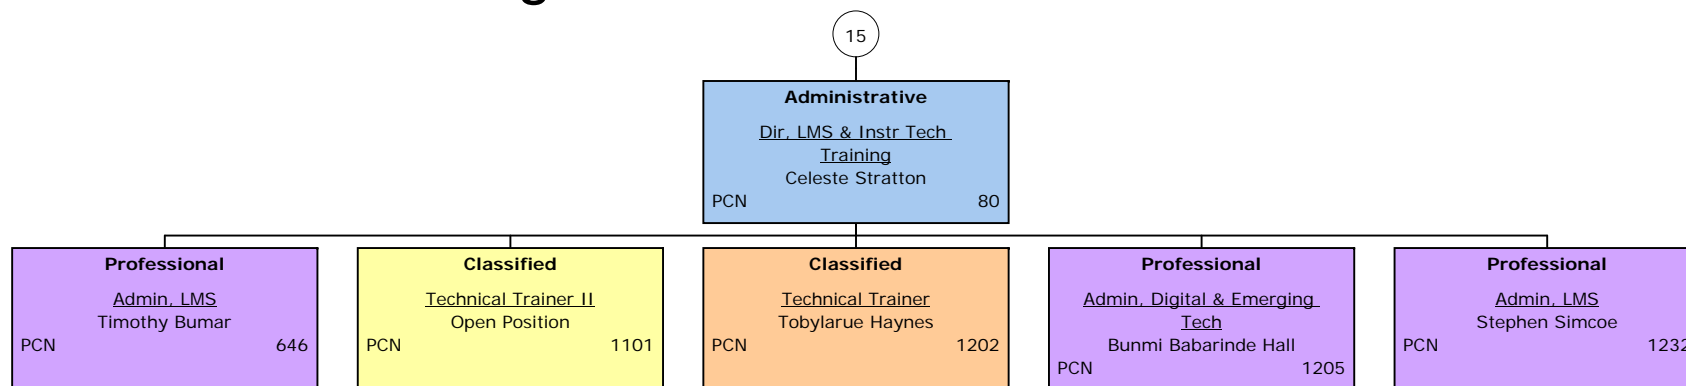 15
Administrative
Dir, LMS & Instr Tech
Training
Celeste Stratton
PCN 80
Professional
Admin, LMS
Timothy Bumar
PCN 646
Classified
Technical Trainer II
Open Position
PCN 1101
Classified
Technical Trainer
Tobylarue Haynes
PCN 1202
Professional
Admin, Digital & Emerging
Tech
Bunmi Babarinde Hall
PCN 1205
Professional
Admin, LMS
Stephen Simcoe
PCN 1232